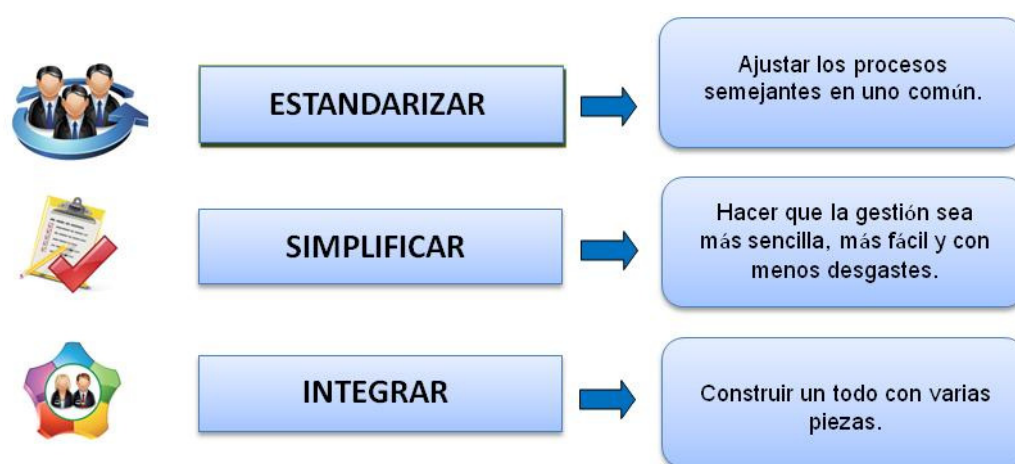 ESTANDARIZAR
Ajustar los procesos
semejantes en uno común.
SIMPLIFICAR
Hacer que la gestión sea
más sencilla, más fácil y con
menos desgastes.
INTEGRAR
Construir un todo con varias
piezas.